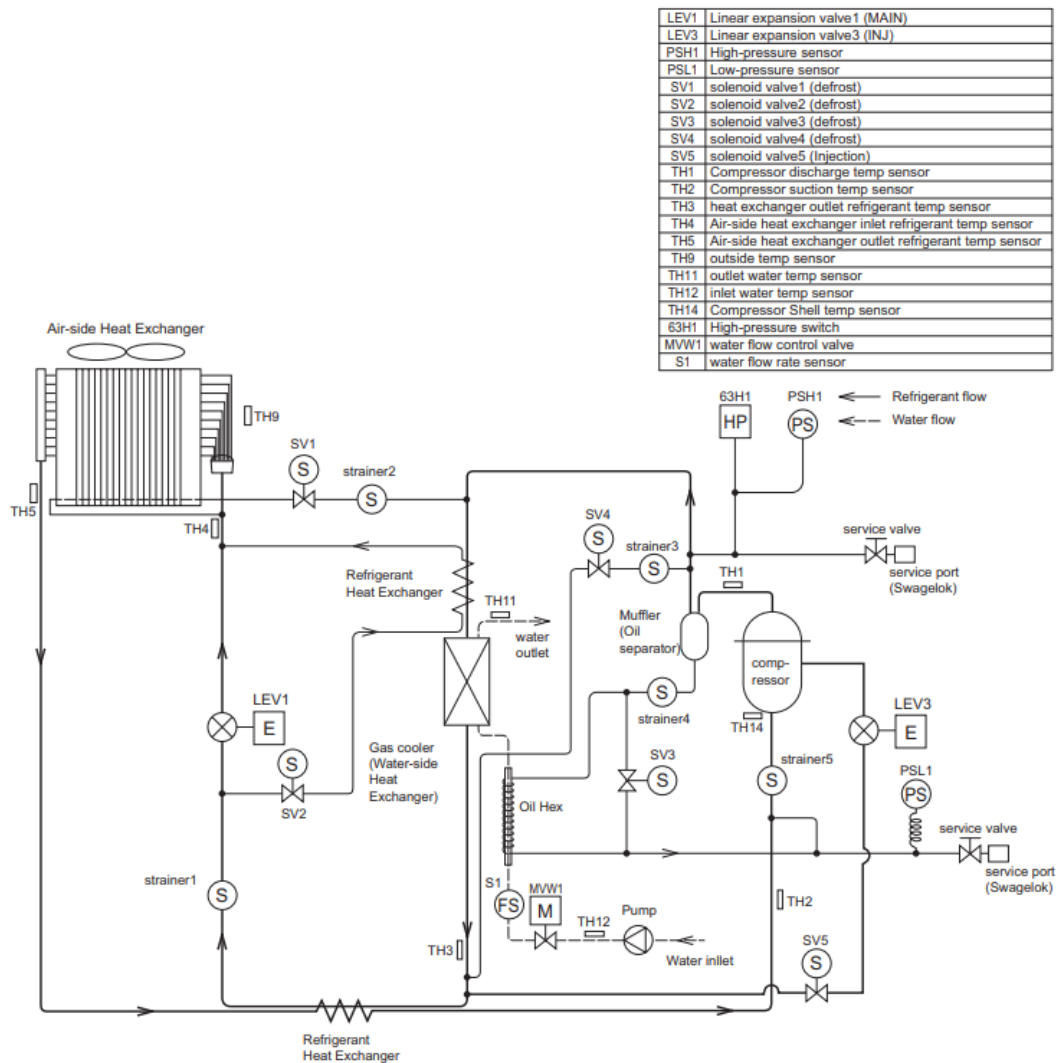 LEV1 Linear expansion valve1 (MAIN)
LEV3 Linear expansion valve3 (INJ)
PSH1 High-pressure sensor
PSL1 Low-pressure sensor
SV1 solenoid valve1 (defrost)
SV2 solenoid valve2 (defrost)
SV3 solenoid valve3 (defrost)
SV4 solenoid valve4 (defrost)
SV5 solenoid valve5 (Injection)
TH1 Compressor discharge temp sensor
TH2 Compressor suction temp sensor
TH3 heat exchanger outlet refrigerant temp sensor
TH4 Air-side heat exchanger inlet refrigerant temp sensor
TH5 Air-side heat exchanger outlet refrigerant temp sensor
TH9 outside temp sensor
TH11 outlet water temp sensor
TH12 inlet water temp sensor
TH14 Compressor Shell temp sensor
63H1 High-pressure switch
MVW1 water flow control valve
S1 water flow rate sensor
Air-side Heat Exchanger
63H1
PSH1
Refrigerant flow
HP
PS
Water flow
TH9
SV1
S
strainer2
S
TH5
TH4
SV4
S
strainer3
S
service valve
service port
(Swagelok)
TH1
Refrigerant
Heat Exchanger
TH11
water
outlet
Muffler
(Oil
separator)
comp-
ressor
LEV1
E
S
strainer4
TH14
LEV3
E
Gas cooler
(Water-side
Heat
Exchanger)
S
SV2
SV3
S
strainer5
S
PSL1
PS
Oil Hex
service valve
service port
(Swagelok)
strainer1
S
S1
FS
MVW1
M
TH12
Pump
Water inllet
TH2
TH3
SV5
S
Refrigerant
Heat Exchanger